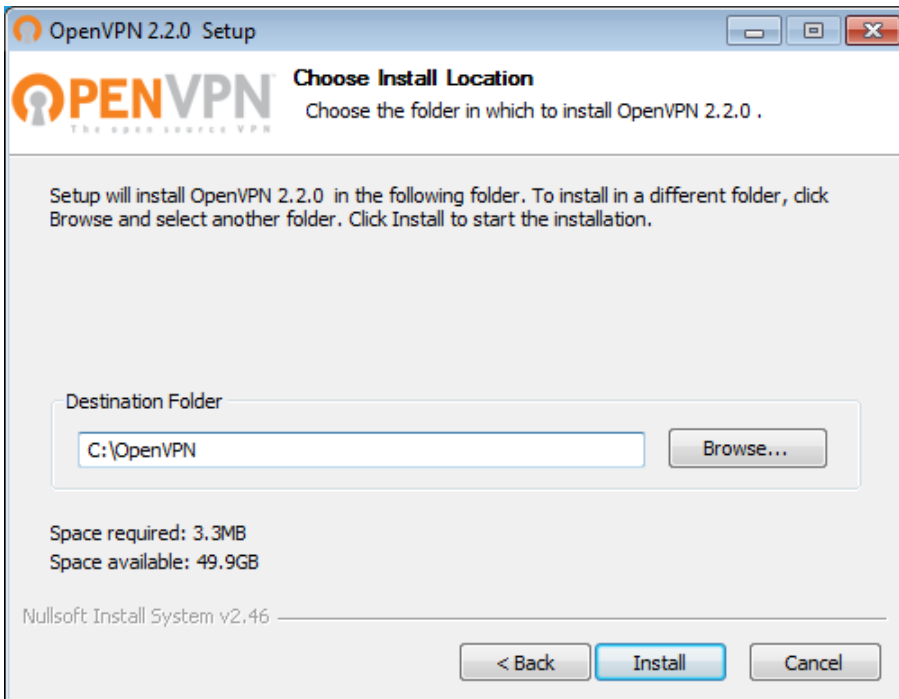 OpenVPN 2.2.0 Setup
OPENVPN
The open source VPN
Choose Install Location
Choose the folder in which to install OpenVPN 2.2.0 .
Setup will install OpenVPN 2.2.0 in the following folder. To install in a different folder, click
Browse and select another folder. Click Install to start the installation.
Destination Folder
C:\OpenVPN
Browse...
Space required: 3.3MB
Space available: 49.9GB
Nullsoft Install System v2.46
< Back
Install
Cancel